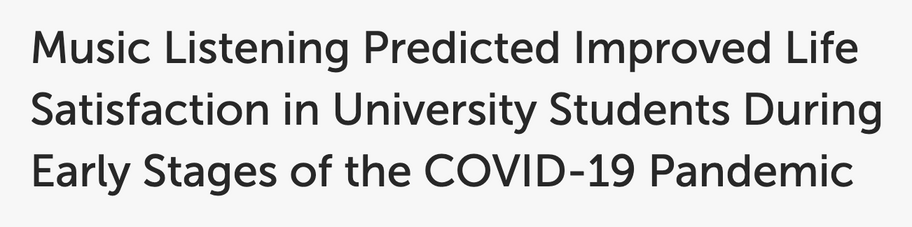 Music Listening Predicted Improved Life
Satisfaction in University Students During
Early Stages of the COVID-19 Pandemic